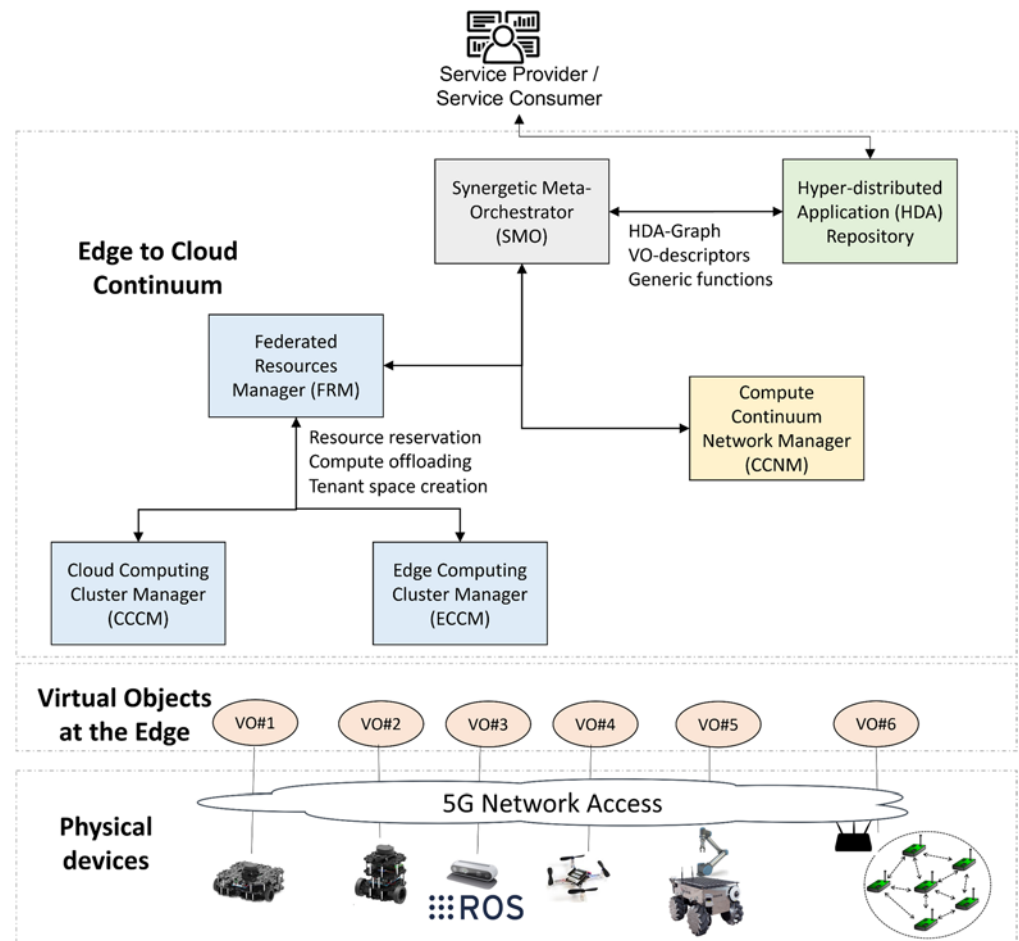 Service Provider /
Service Consumer
Synergetic Meta-
Orchestrator
(SMO)
Hyper-distributed
Application (HDA)
Repository
HDA-Graph
VO-descriptors
Generic functions
Edge to Cloud
Continuum
Federated
Resources
Manager (FRM)
Compute
Continuum
Network Manager
(CCNM)
Resource reservation
Compute offloading
Tenant space creation
Cloud Computing
Cluster Manager
(CCCM)
Edge Computing
Cluster Manager
(ECCM)
Virtual Objects
at the Edge
VO#1
VO#2
VO#3
VO#4
VO#5
VO#6
5G Network Access
Physical
devices
ROS